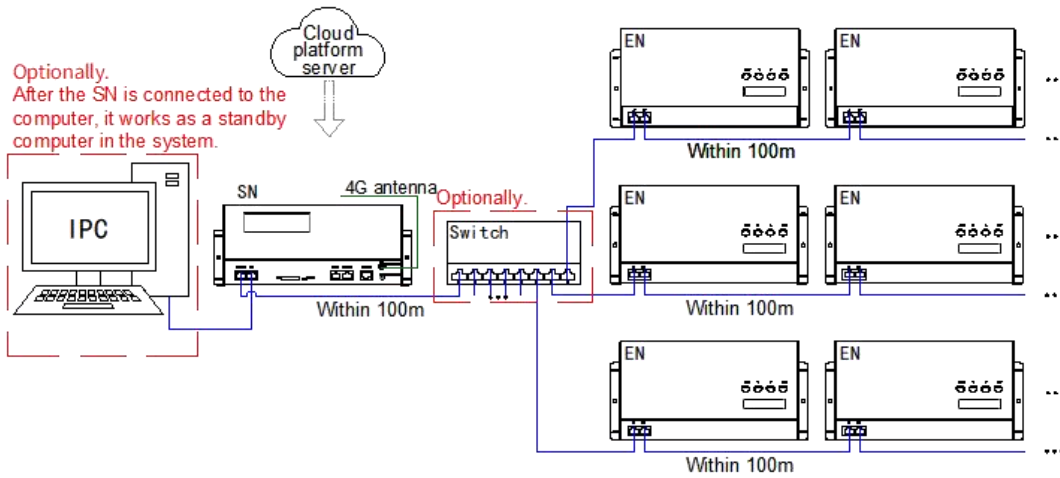 Cloud
platform
server
Optionally.
After the SN is connected to the
computer, it works as a standby
computer in the system.
IPC
SN
4G antenna
Optionally.
Switch
Within 100m
EN
EN
Within 100m
EN
EN
Within 100m
EN
EN
Within 100m